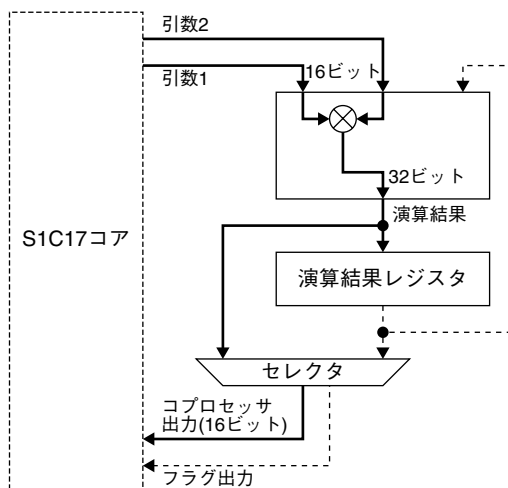 引数2
引数1
16ビット
32ビット
演算結果
S1C17コア
演算結果レジスタ
セレクタ
コプロセッサ
出力(16ビット)
フラグ出力